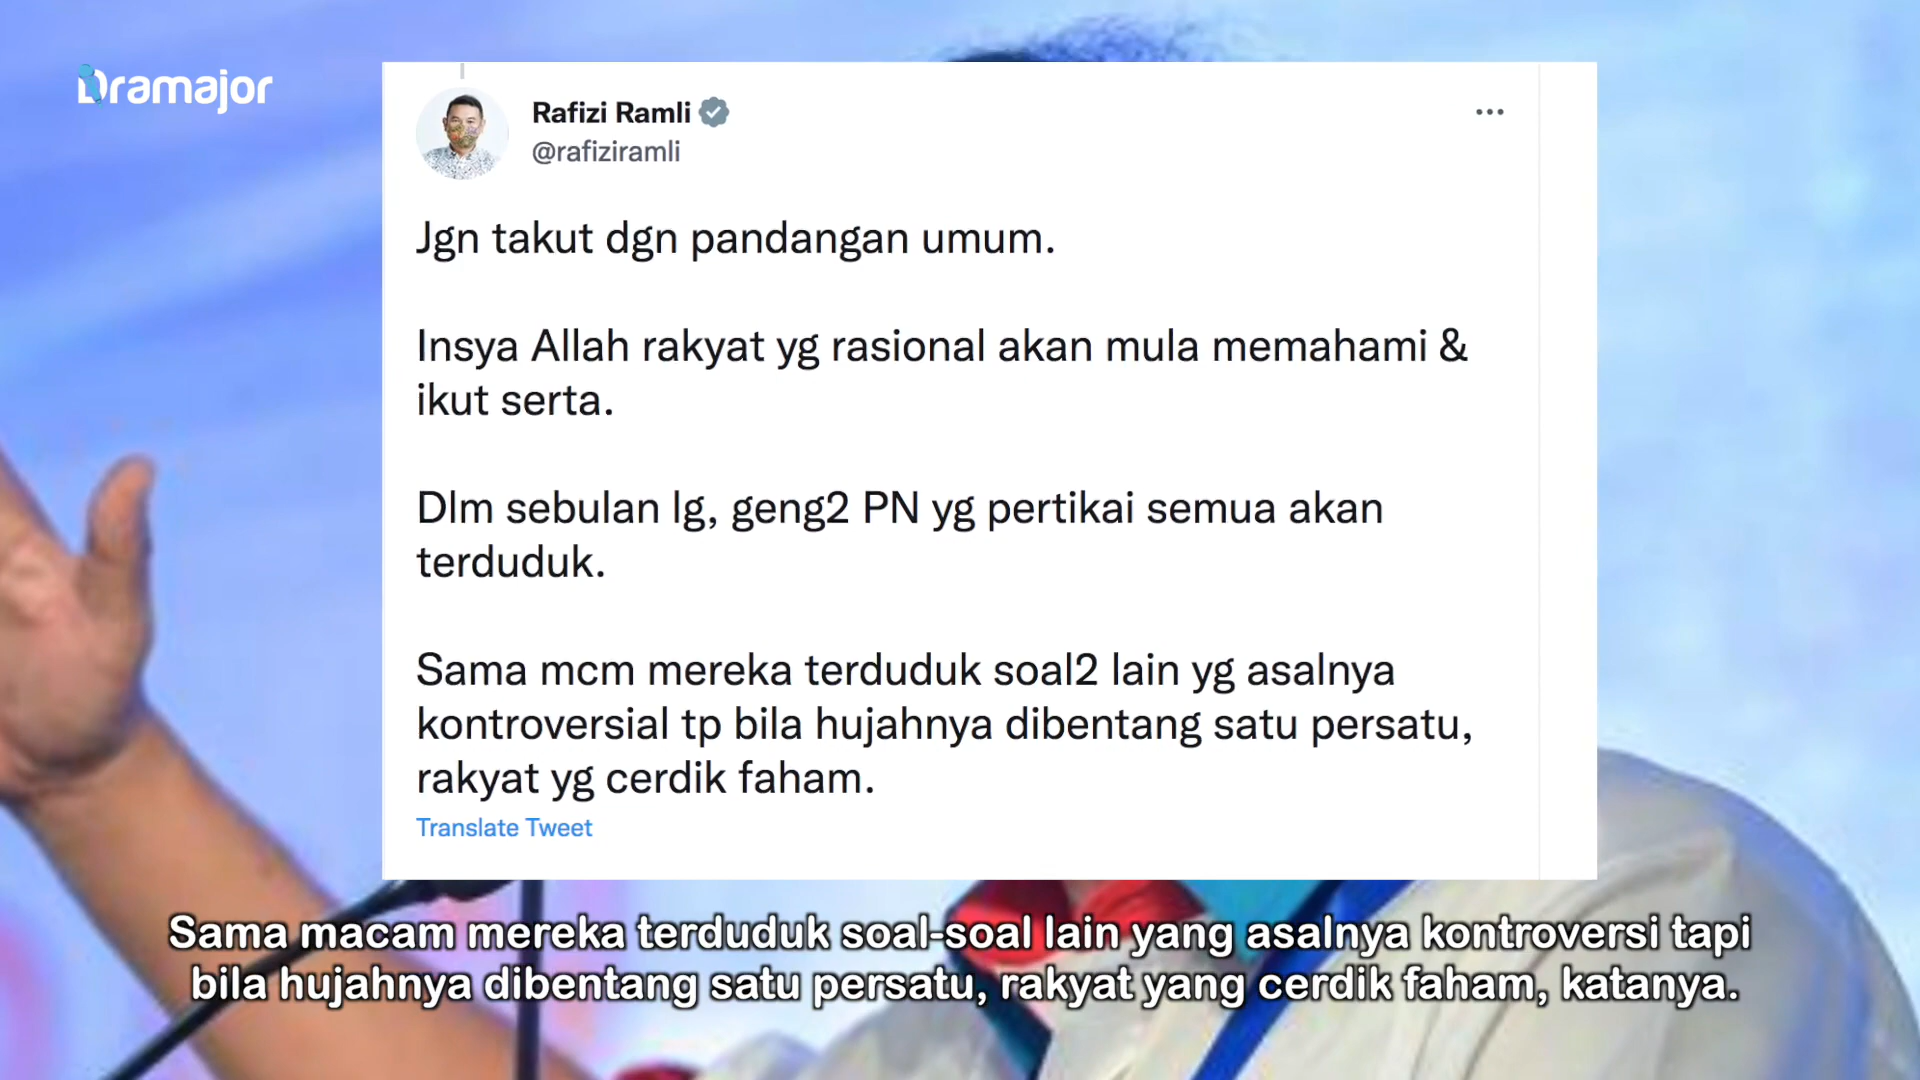 Dramajor
Rafizi Ramli
@rafiziramli
Jgn takut dgn pandangan umum.
Insya Allah rakyat yg rasional akan mula memahami &
ikut serta.
Dlm sebulan lg, geng2 PN yg pertikai semua akan
terduduk.
Sama mcm mereka terduduk soal2 lain yg asalnya
kontroversial tp bila hujahnya dibentang satu persatu,
rakyat yg cerdik faham.
Translate Tweet
Sama macam mereka terduduk soal-soal lain yang asalnya kontroversi tapi
bila hujahnya dibentang satu persatu, rakyat yang cerdik faham, katanya.